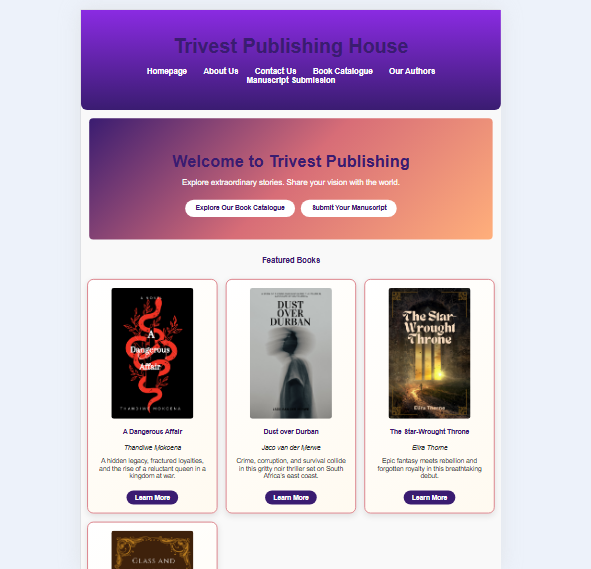 Trivest Publishing House
Homepage About Us Contact Us Book Catalogue Our Authors
Manuscript Submission
Welcome to Trivest Publishing
Explore extraordinary stories. Share your vision with the world.
Explore Our Book Catalogue Submit Your Manuscript
Featured Books
A NOVEL
A
Dangerous
Affair
THANDIWE MOKOENA
A Dangerous Affair
Thandiwe Mokoena
A hidden legacy, fractured loyalties,
and the rise of a reluctant queen in a
kingdom at war.
Learn More
DUST
OVER
DURBAN
Dust over Durban
Jaco van der Merwe
Crime, corruption, and survival collide
in this gritty noir thriller set on South
Africa's east coast.
Learn More
The Star-
Wrought
Throne
Elira Thorne
The Star-Wrought Throne
Elira Thorne
Epic fantasy meets rebellion and
forgotten royalty in this breathtaking
debut.
Learn More
GLASS AND